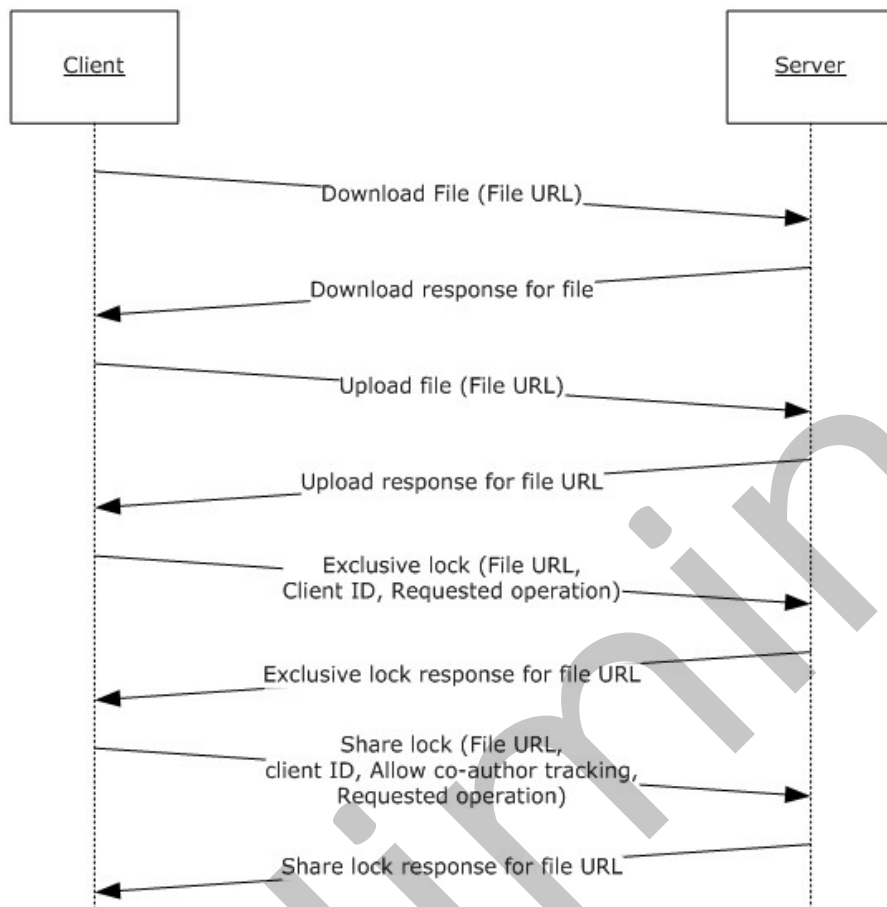 Client
Server
Download File (File URL)
Download response for file
Upload file (File URL)
Upload response for file URL
Exclusive lock (File URL,
Client ID, Requested operation)
Exclusive lock response for file URL
Share lock (File URL,
client ID, Allow co-author tracking,
Requested operation)
Share lock response for file URL